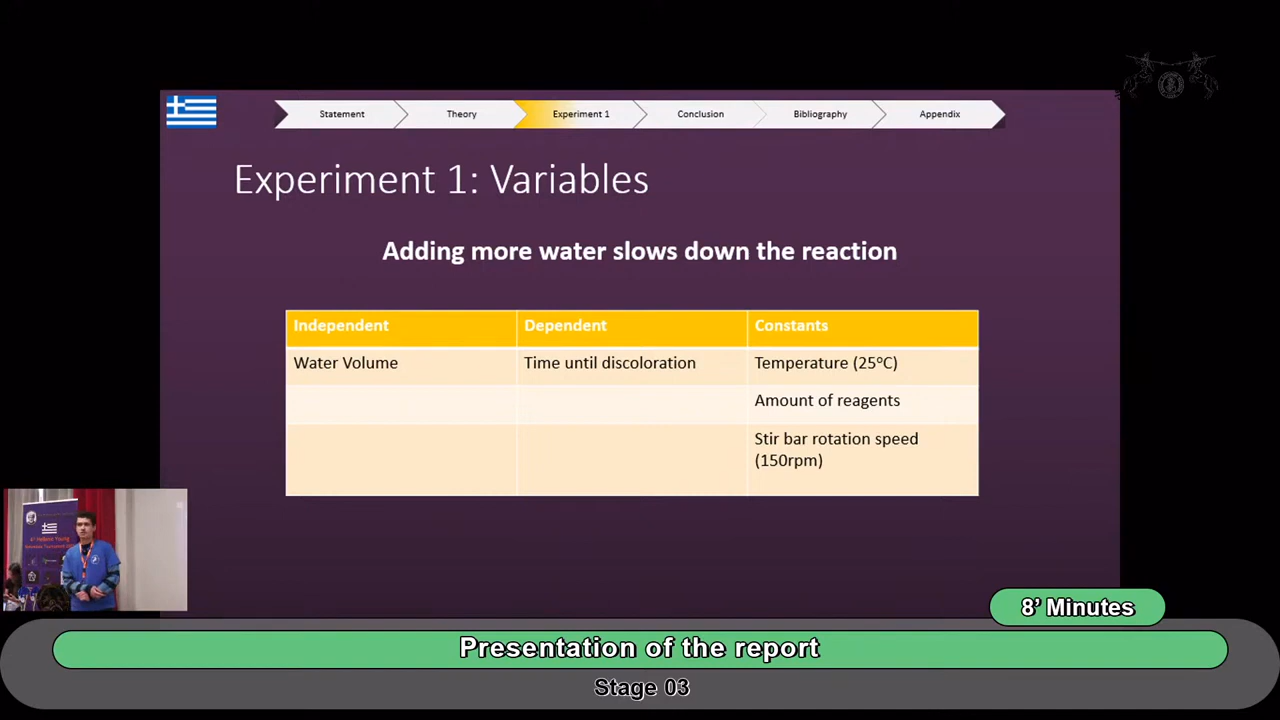 Statement
Theory
Experiment 1
Conclusion
Bibliography
Appendix
Experiment 1: Variables
Adding more water slows down the reaction
Independent
Dependent
Constants
Water Volume
Time until discoloration
Temperature (25°C)
Amount of reagents
Stir bar rotation speed
(150rpm)
8' Minutes
Presentation of the report
Stage 03